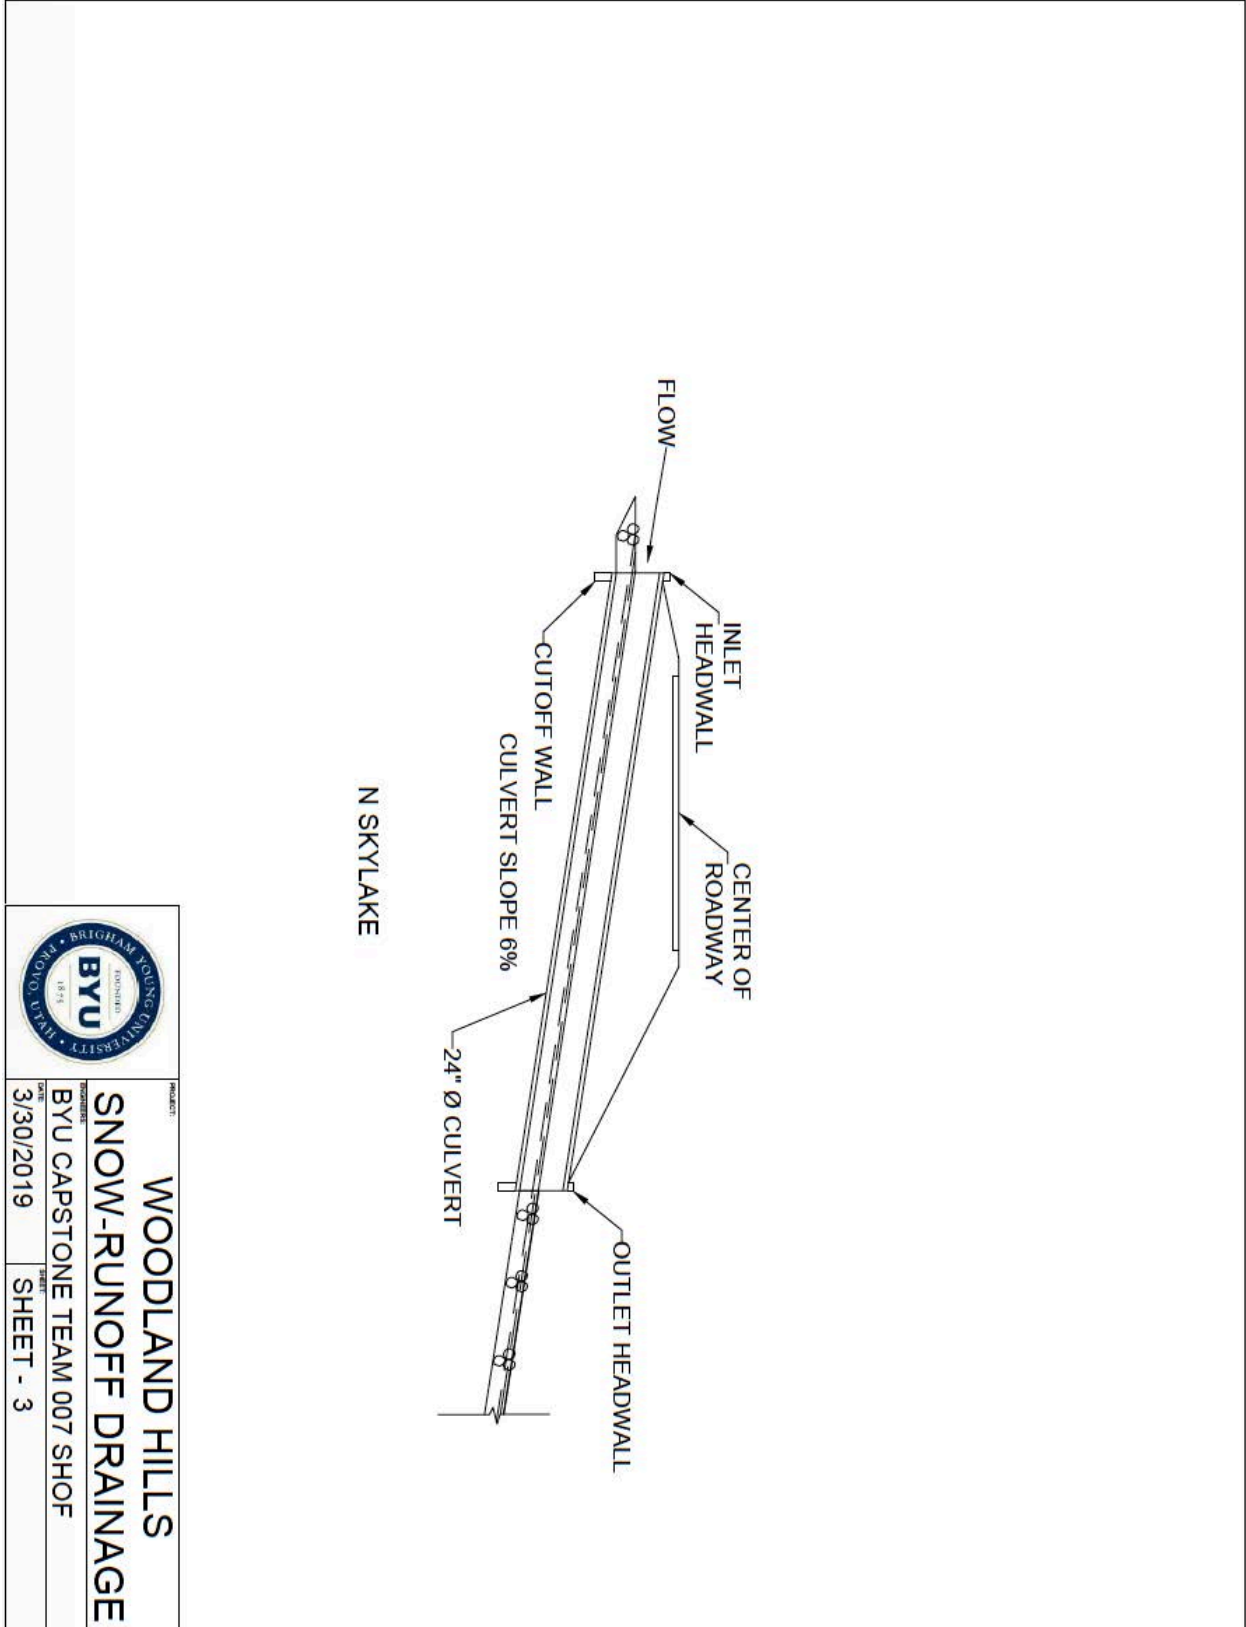 FLOW
INLET
HEADWALL
CENTER OF
ROADWAY
OUTLET HEADWALL
CUTOFF WALL
CULVERT SLOPE 6%
24" Ø CULVERT
N SKYLAKE
BRIGHAM YOUNG UNIVERSITY
FOUNDED
BYU
1875
PROVO, UTAH
PROJECT:
WOODLAND HILLS
SNOW-RUNOFF DRAINAGE
ENGINEERS:
BYU CAPSTONE TEAM 007 SHOF
DATE:
3/30/2019
SHEET:
SHEET - 3